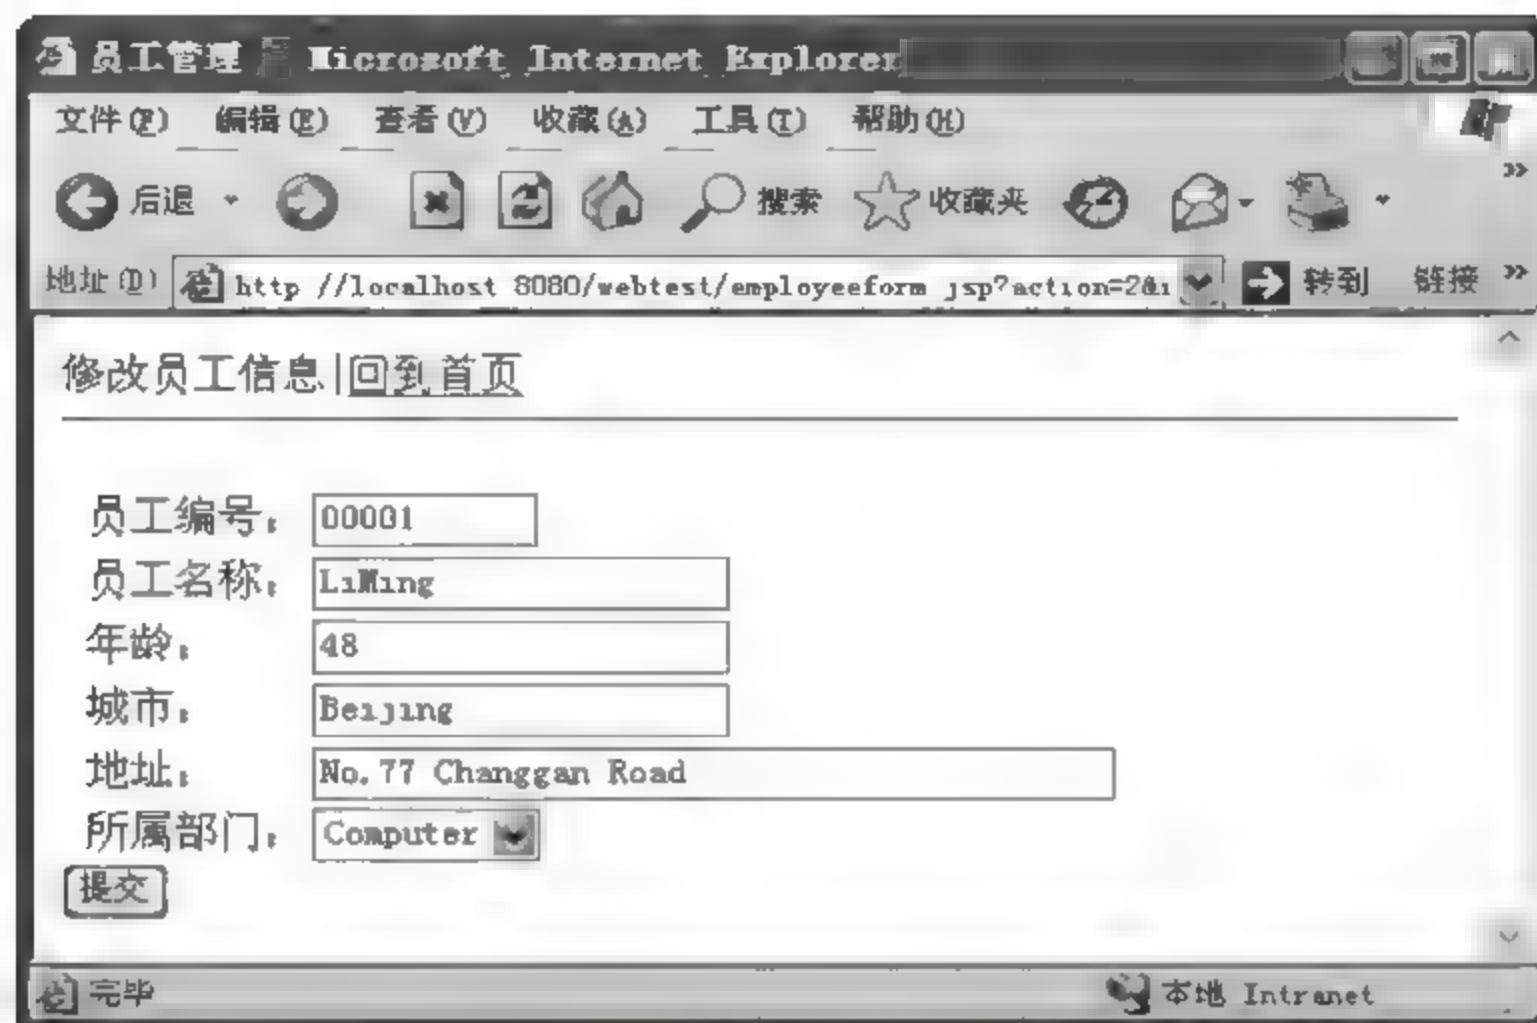 员工管理 - Microsoft Internet Explorer
文件(F) 编辑(E) 查看(V) 收藏(A) 工具(T) 帮助(H)
后退 搜索 收藏夹
地址(D) http //localhost 8080/webtest/employeeform jsp?action=2&i 转到 链接 »
修改员工信息|回到首页
员工编号: 00001
员工名称: LiMing
年龄: 48
城市: Beijing
地址: No.77 Changgan Road
所属部门: Computer
提交
完毕 本地 Intranet